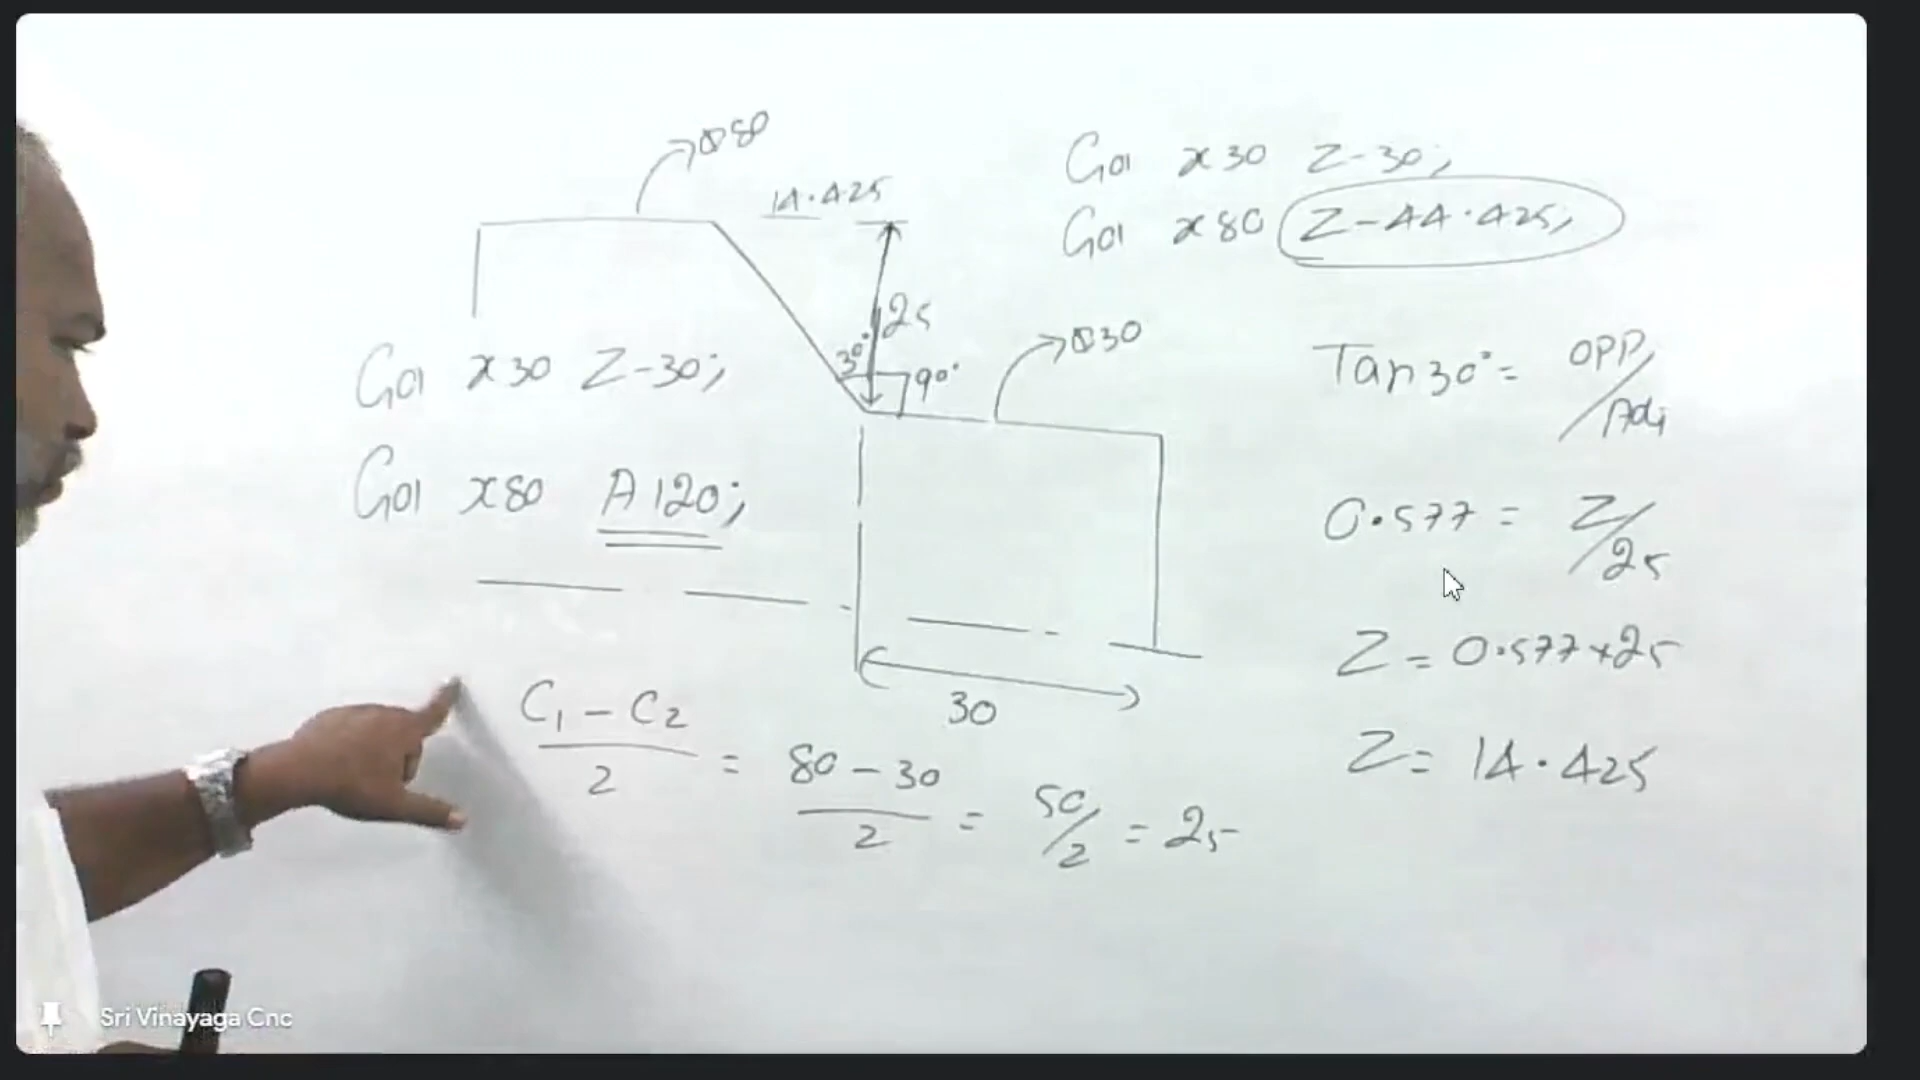 Ø80
14.425
25
30°
90°
Ø30
G01 X30 Z-30;
G01 X80 A120;
30
C₁ - C₂ / 2 = 80 - 30 / 2 = 50/2 = 25
G01 X30 Z-30;
G01 X80 Z-44.425;
Tan 30° = OPP/Adj
0.577 = Z/25
Z = 0.577 x 25
Z = 14.425
Sri Vinayaga Cnc